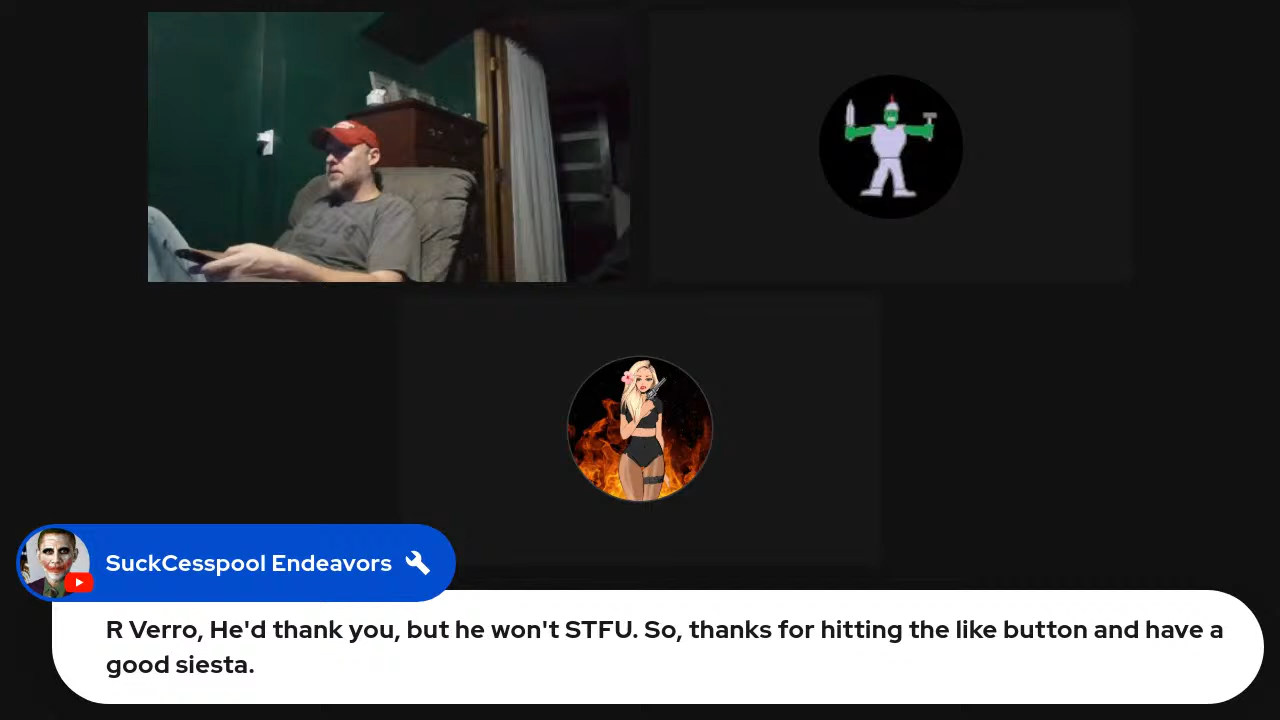 SuckCesspool Endeavors
R Verro, He'd thank you, but he won't STFU. So, thanks for hitting the like button and have a
good siesta.